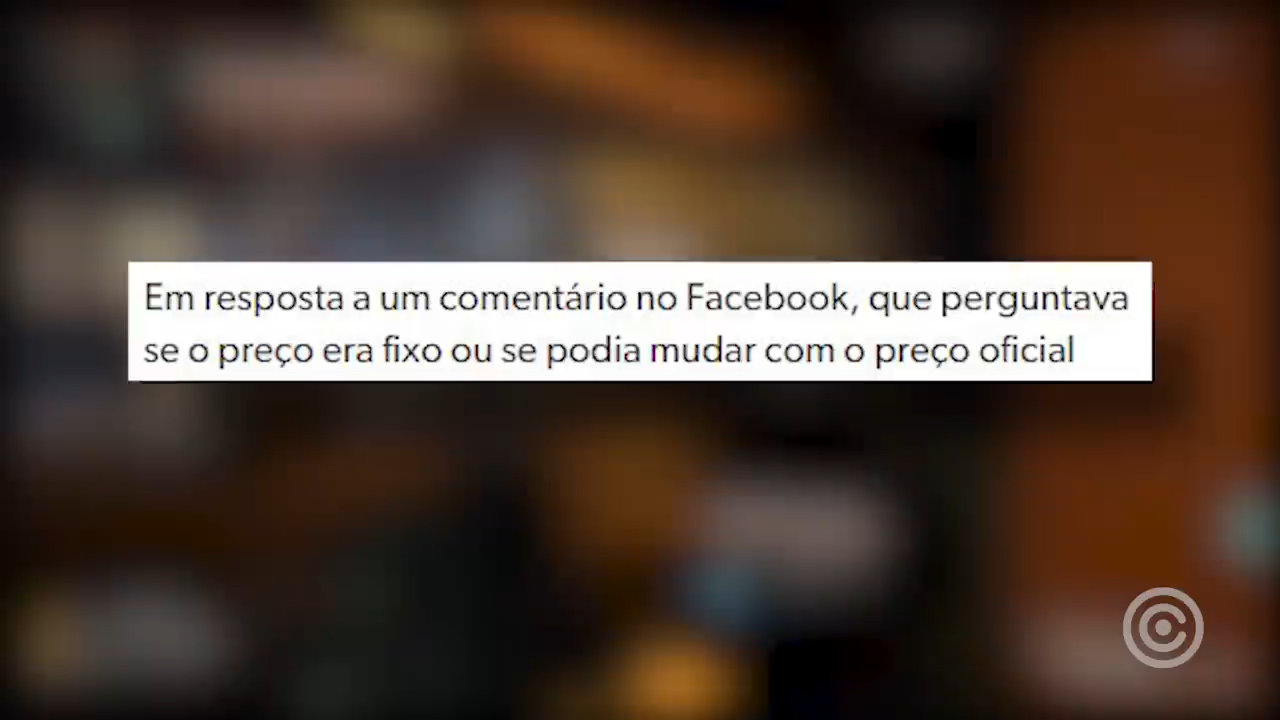 Em resposta a um comentário no Facebook, que perguntava
se o preço era fixo ou se podia mudar com o preço oficial